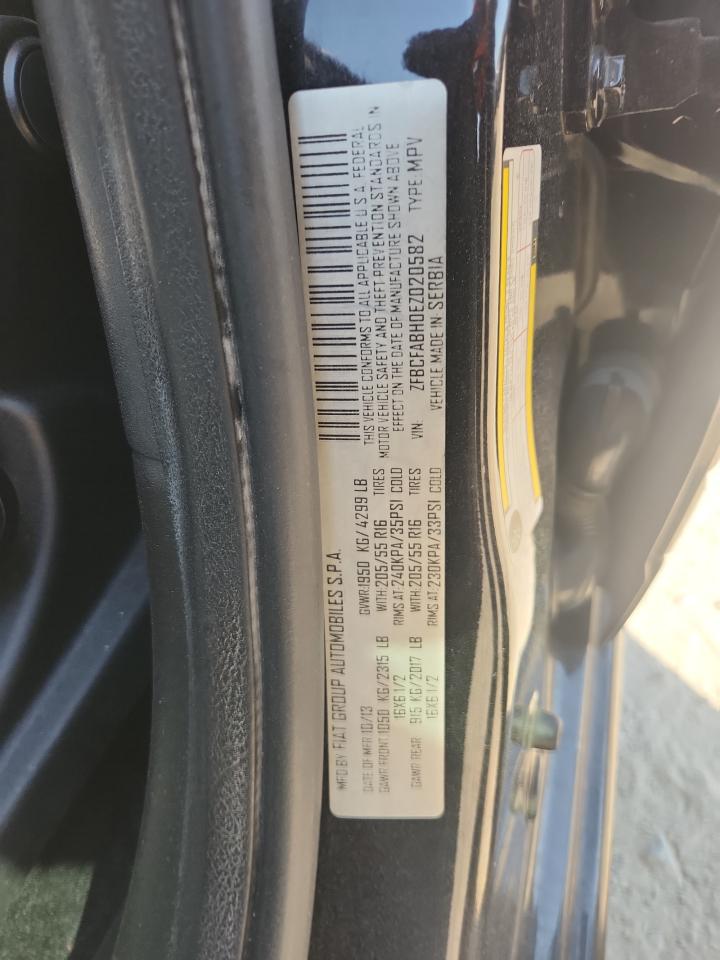 MFD BY FIAT GROUP AUTOMOBILES S.P.A.
DATE OF MFR 10/13 GVWR:1950 KG/4299 LB
GAWR FRONT:1050 KG/2315 LB WITH:205/55 R16 TIRES
16X6.1/2 RIMS AT:240KPA/35PSI COLD
GAWR REAR 915 KG/2017 LB WITH:205/55 R16 TIRES
16X6.1/2 RIMS AT:230KPA/33PSI COLD
THIS VEHICLE CONFORMS TO ALL APPLICABLE U.S.A. FEDERAL
MOTOR VEHICLE SAFETY AND THEFT PREVENTION STANDARDS IN
EFFECT ON THE DATE OF MANUFACTURE SHOWN ABOVE
VIN: ZFBCFABH0EZ020582 TYPE:MPV
VEHICLE MADE IN SERBIA